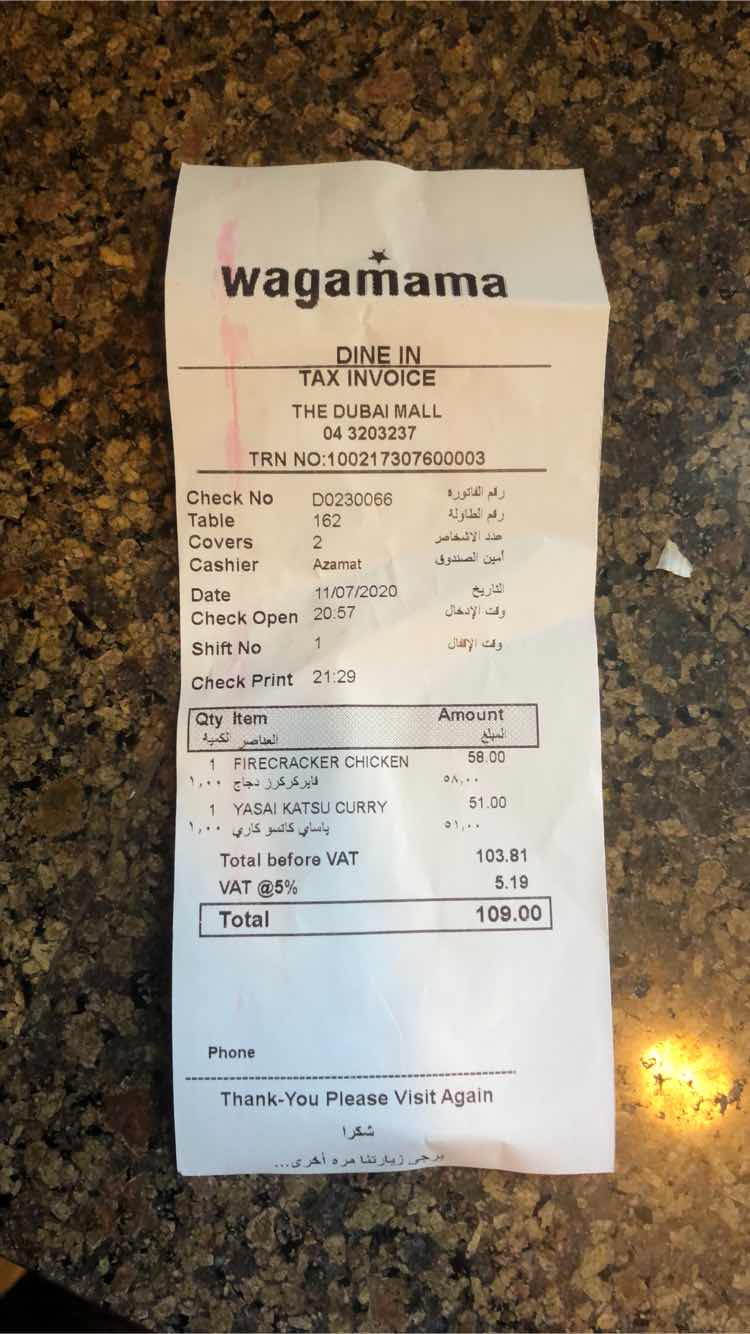 wagamama
DINE IN
TAX INVOICE
THE DUBAI MALL
04 3203237
TRN NO:100217307600003
Check No D0230066 رقم الفاتورة
Table 162 رقم الطاولة
Covers 2 عدد الاشخاص
Cashier Azamat أمين الصندوق
Date 11/07/2020 التاريخ
Check Open 20:57 وقت الإدخال
Shift No 1 وقت الإقفال
Check Print 21:29
Qty Item Amount
الكمية العناصر المبلغ
1 FIRECRACKER CHICKEN 58.00
١,٠٠ فايركركرز دجاج ٥٨,٠٠
1 YASAI KATSU CURRY 51.00
١,٠٠ ياساي كاتسو كاري ٥١,٠٠
Total before VAT 103.81
VAT @5% 5.19
Total 109.00
Phone
Thank-You Please Visit Again
شكرا
يرجى زيارتنا مره أخرى...